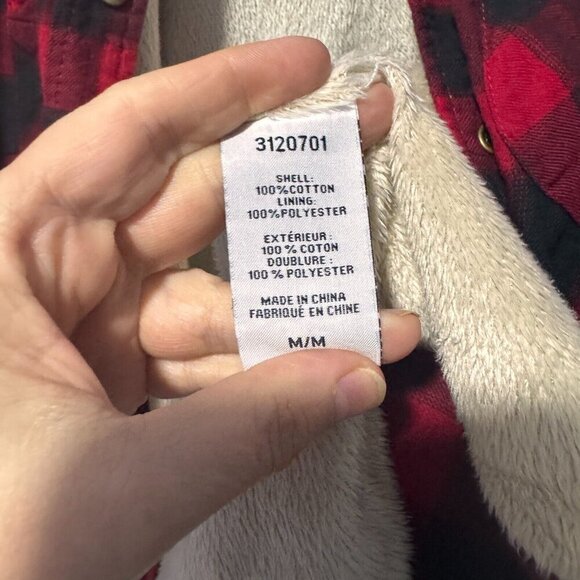 3120701
SHELL:
100%COTTON
LINING:
100%POLYESTER
EXTÉRIEUR :
100 % COTON
DOUBLURE :
100 % POLYESTER
MADE IN CHINA
FABRIQUÉ EN CHINE
M/M